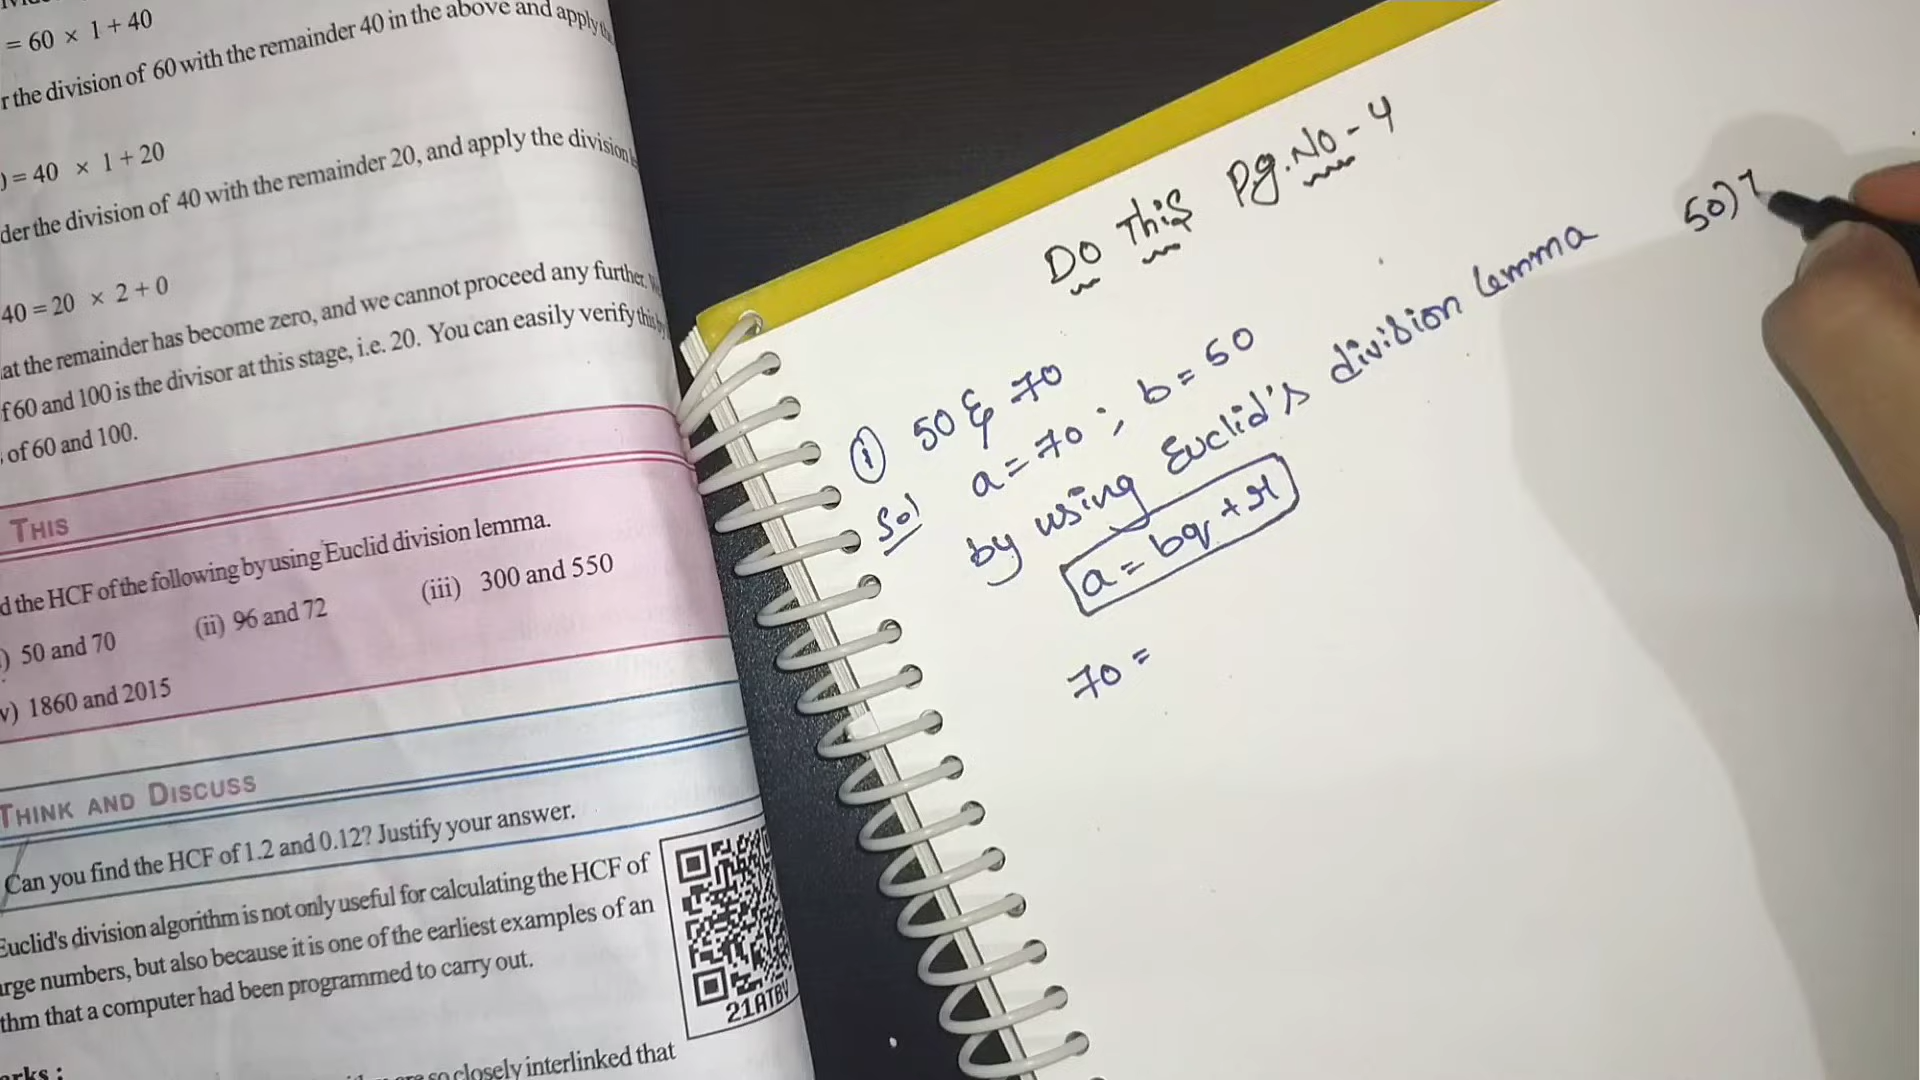 = 60 × 1 + 40
r the division of 60 with the remainder 40 in the above and apply
) = 40 × 1 + 20
der the division of 40 with the remainder 20, and apply the division
40 = 20 × 2 + 0
at the remainder has become zero, and we cannot proceed any further.
f 60 and 100 is the divisor at this stage, i.e. 20. You can easily verify this
of 60 and 100.
THIS
d the HCF of the following by using Euclid division lemma.
) 50 and 70 (ii) 96 and 72 (iii) 300 and 550
v) 1860 and 2015
THINK AND DISCUSS
Can you find the HCF of 1.2 and 0.12? Justify your answer.
Euclid's division algorithm is not only useful for calculating the HCF of
arge numbers, but also because it is one of the earliest examples of an
thm that a computer had been programmed to carry out.
21ATBV
arks :
so closely interlinked that
Do This Pg.No-4
(i) 50 & 70
Sol a = 70 ; b = 50
by using Euclid's division lemma
a = bq + r
70 =
50)7